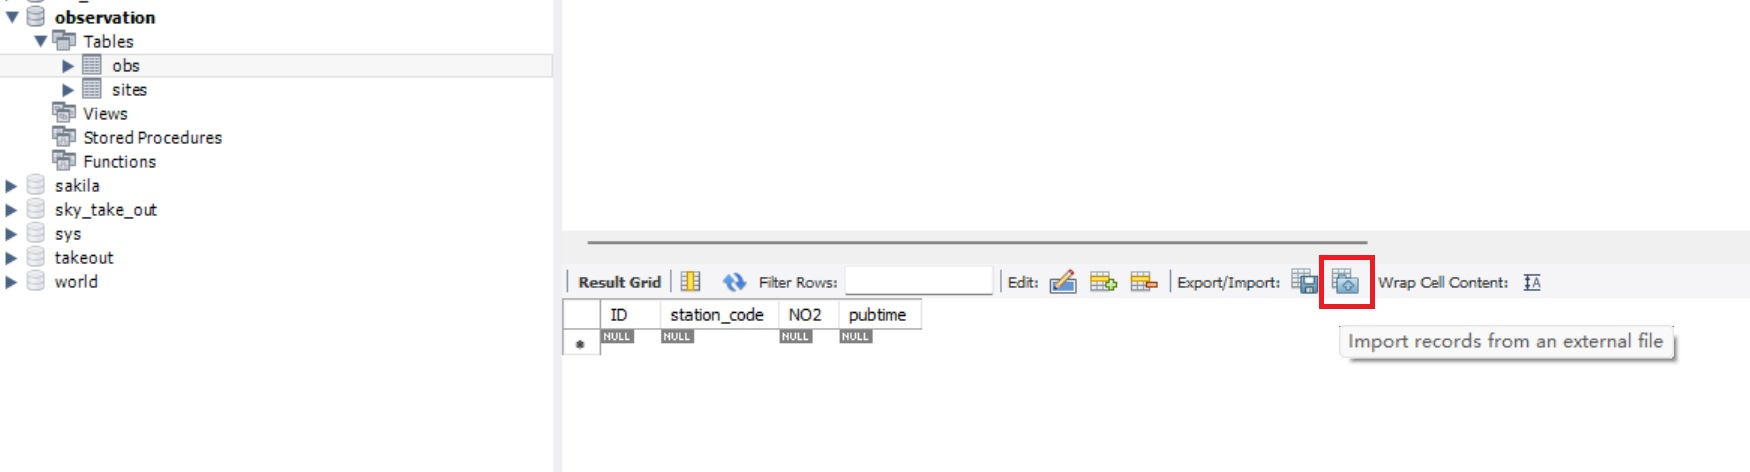 observation
Tables
obs
sites
Views
Stored Procedures
Functions
sakila
sky_take_out
sys
takeout
world
Result Grid Filter Rows: Edit: Export/Import: Wrap Cell Content: A
ID station_code NO2 pubtime
* NULL NULL NULL NULL
Import records from an external file